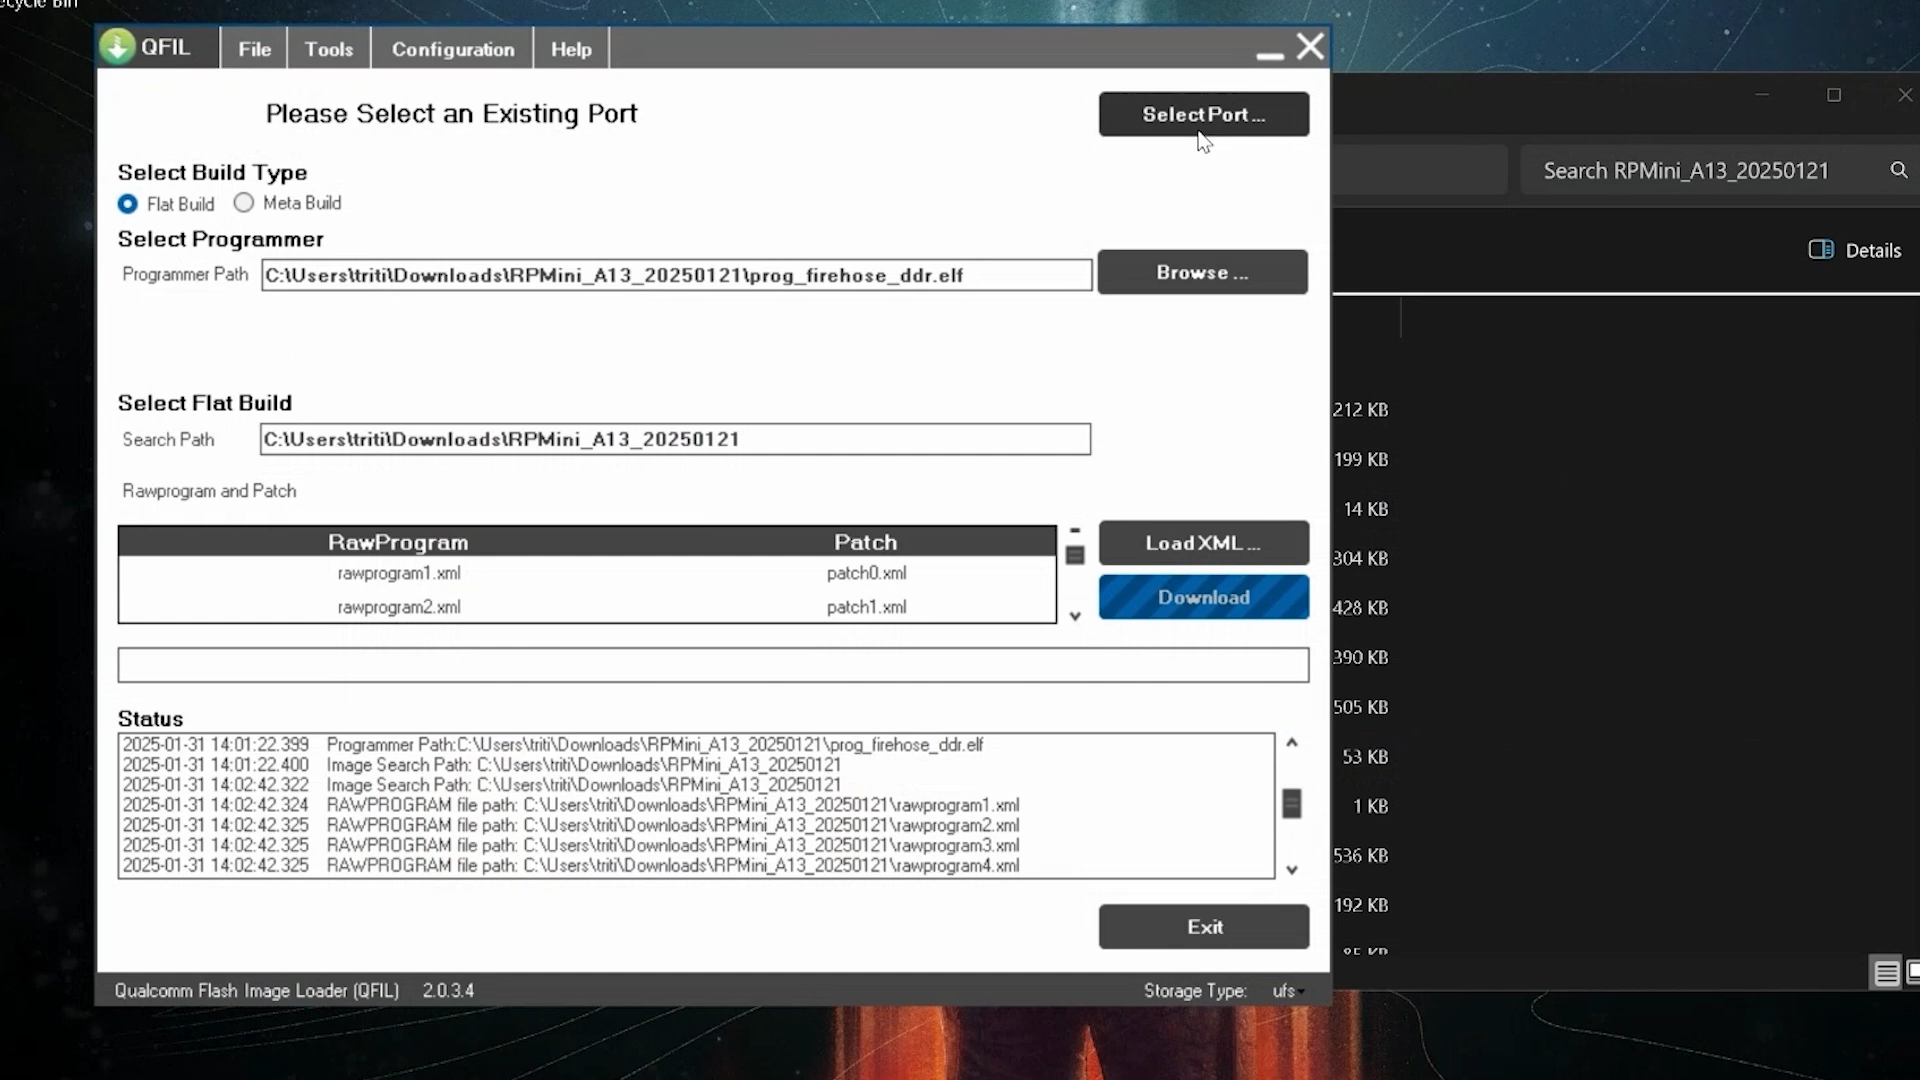 QFIL
File
Tools
Configuration
Help
Please Select an Existing Port
Select Port ...
Search RPMini_A13_20250121
Select Build Type
Flat Build
Meta Build
Select Programmer
Details
Programmer Path
C:\Users\triti\Downloads\RPMini_A13_20250121\prog_firehose_ddr.elf
Browse ...
Select Flat Build
212 KB
Search Path
C:\Users\triti\Downloads\RPMini_A13_20250121
199 KB
Rawprogram and Patch
14 KB
RawProgram
Patch
Load XML ...
304 KB
rawprogram1.xml
patch0.xml
Download
rawprogram2.xml
patch1.xml
428 KB
390 KB
505 KB
Status
2025-01-31 14:01:22.399 Programmer Path:C:\Users\triti\Downloads\RPMini_A13_20250121\prog_firehose_ddr.elf
53 KB
2025-01-31 14:01:22.400 Image Search Path: C:\Users\triti\Downloads\RPMini_A13_20250121
2025-01-31 14:02:42.322 Image Search Path: C:\Users\triti\Downloads\RPMini_A13_20250121
2025-01-31 14:02:42.324 RAWPROGRAM file path: C:\Users\triti\Downloads\RPMini_A13_20250121\rawprogram1.xml
1 KB
2025-01-31 14:02:42.325 RAWPROGRAM file path: C:\Users\triti\Downloads\RPMini_A13_20250121\rawprogram2.xml
2025-01-31 14:02:42.325 RAWPROGRAM file path: C:\Users\triti\Downloads\RPMini_A13_20250121\rawprogram3.xml
536 KB
2025-01-31 14:02:42.325 RAWPROGRAM file path: C:\Users\triti\Downloads\RPMini_A13_20250121\rawprogram4.xml
192 KB
Exit
Qualcomm Flash Image Loader (QFIL) 2.0.3.4
Storage Type: ufs